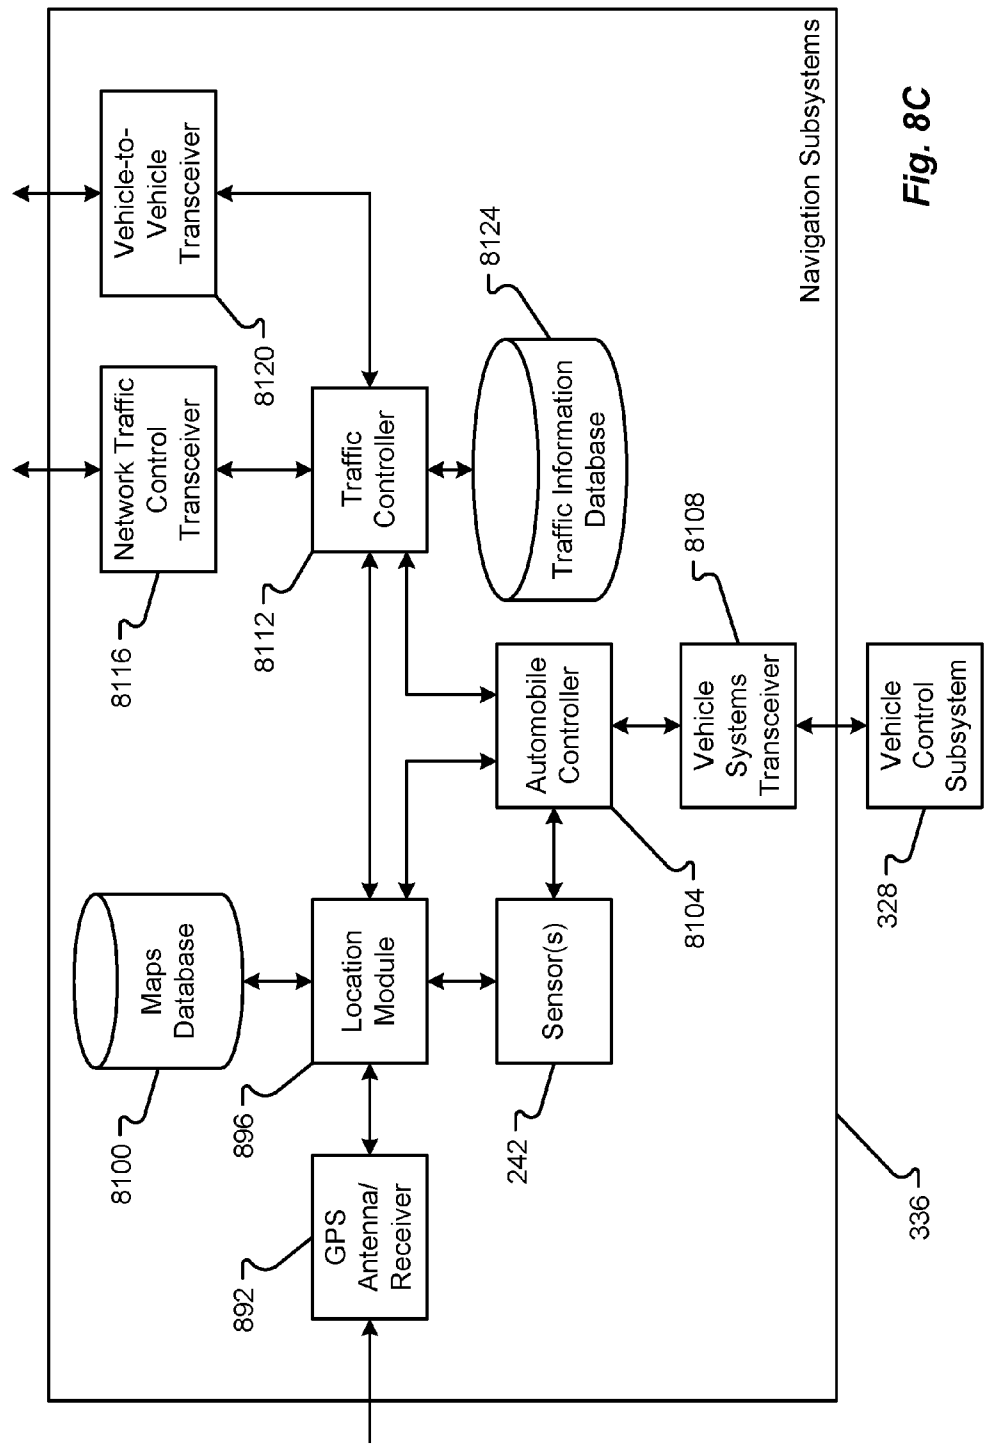 8100
Maps
Database
8116
Network Traffic
Control
Transceiver
8120
Vehicle-to-
Vehicle
Transceiver
892
GPS
Antenna/
Receiver
896
Location
Module
8112
Traffic
Controller
242
Sensor(s)
8104
Automobile
Controller
8124
Traffic Information
Database
8108
Vehicle
Systems
Transceiver
Navigation Subsystems
336
328
Vehicle
Control
Subsystem
Fig. 8C